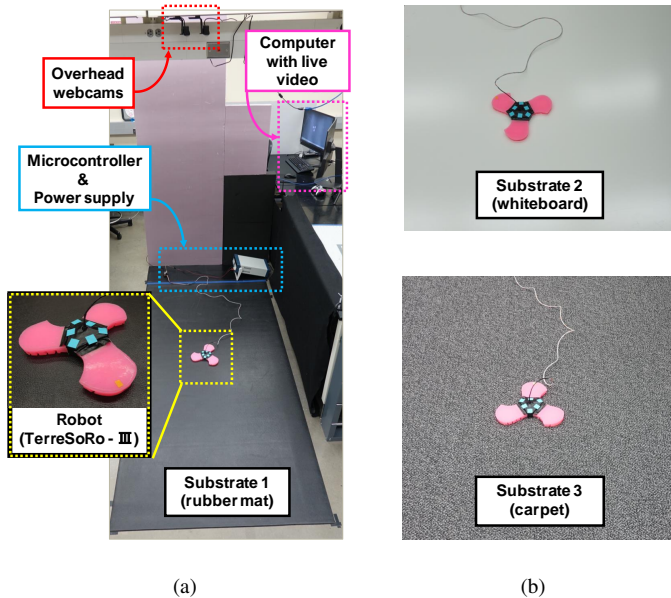 Overhead
webcams
Computer
with live
video
Microcontroller
&
Power supply
Robot
(TerreSoRo - Ⅲ)
Substrate 1
(rubber mat)
(a)
Substrate 2
(whiteboard)
Substrate 3
(carpet)
(b)